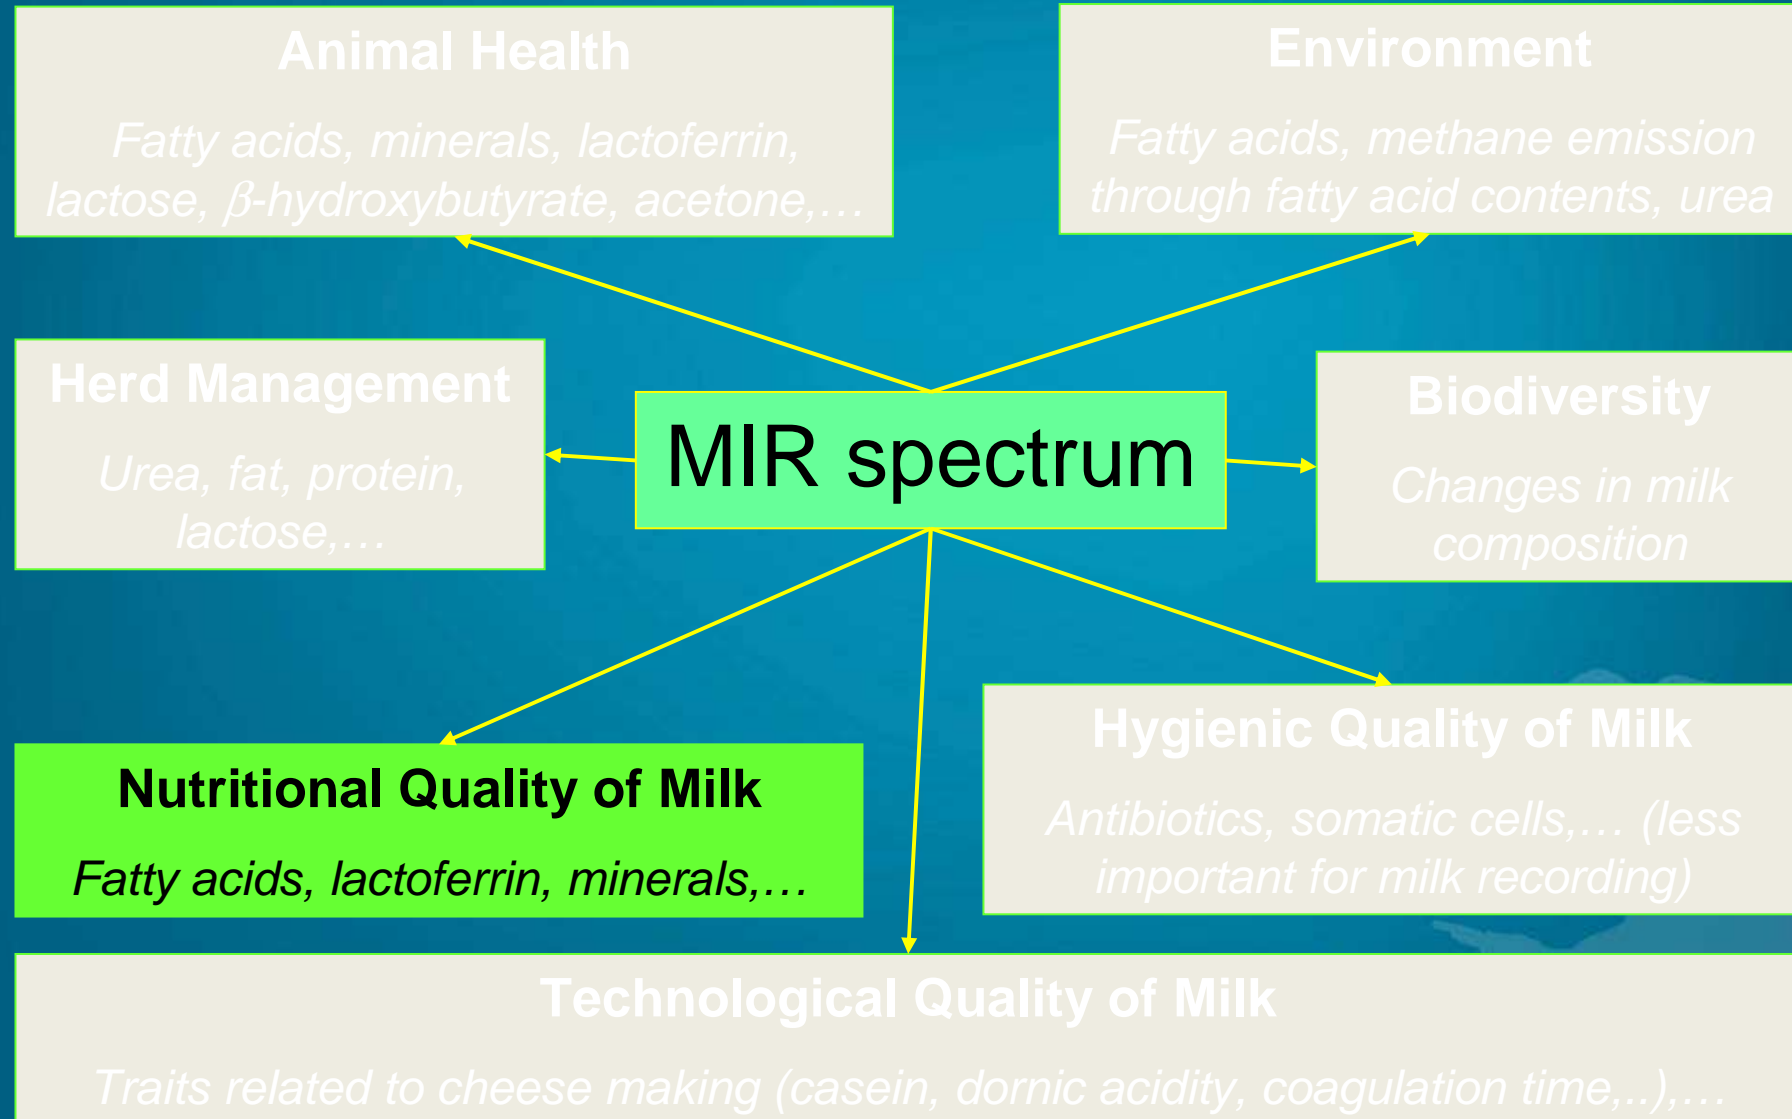 Animal Health
Fatty acids, minerals, lactoferrin,
lactose, β-hydroxybutyrate, acetone,…
Environment
Fatty acids, methane emission
through fatty acid contents, urea
Herd Management
Urea, fat, protein,
lactose,…
MIR spectrum
Biodiversity
Changes in milk
composition
Nutritional Quality of Milk
Fatty acids, lactoferrin, minerals,…
Hygienic Quality of Milk
Antibiotics, somatic cells,… (less
important for milk recording)
Technological Quality of Milk
Traits related to cheese making (casein, dornic acidity, coagulation time,..),…